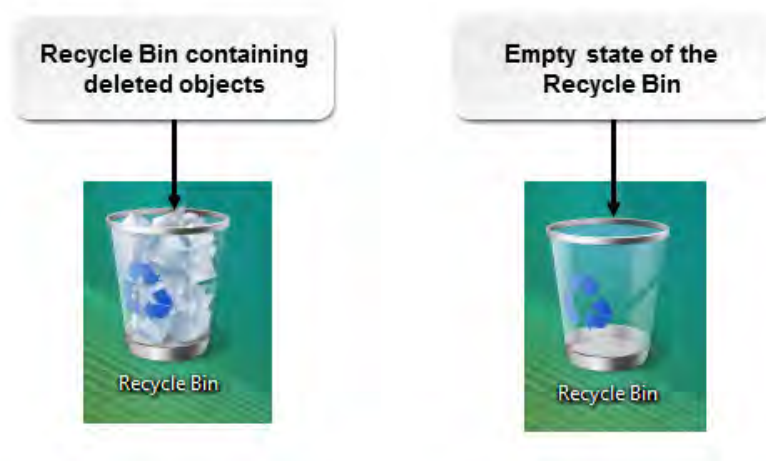 Recycle Bin containing
deleted objects
Empty state of the
Recycle Bin
Recycle Bin
Recycle Bin